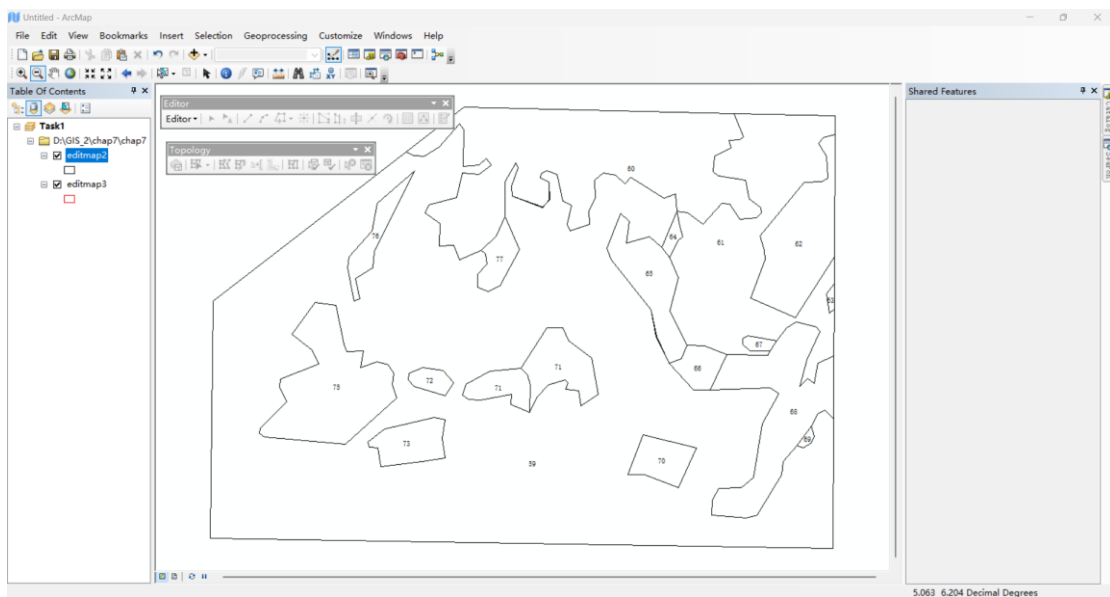 Untitled - ArcMap
File Edit View Bookmarks Insert Selection Geoprocessing Customize Windows Help
Table Of Contents
Task1
D:\GIS_2\chap7\chap7
editmap2
editmap3
Editor
Editor
Topology
Shared Features
60
76
64
61
62
77
65
63
67
71
66
72
71
75
68
73
69
59
70
5.063 6.204 Decimal Degrees